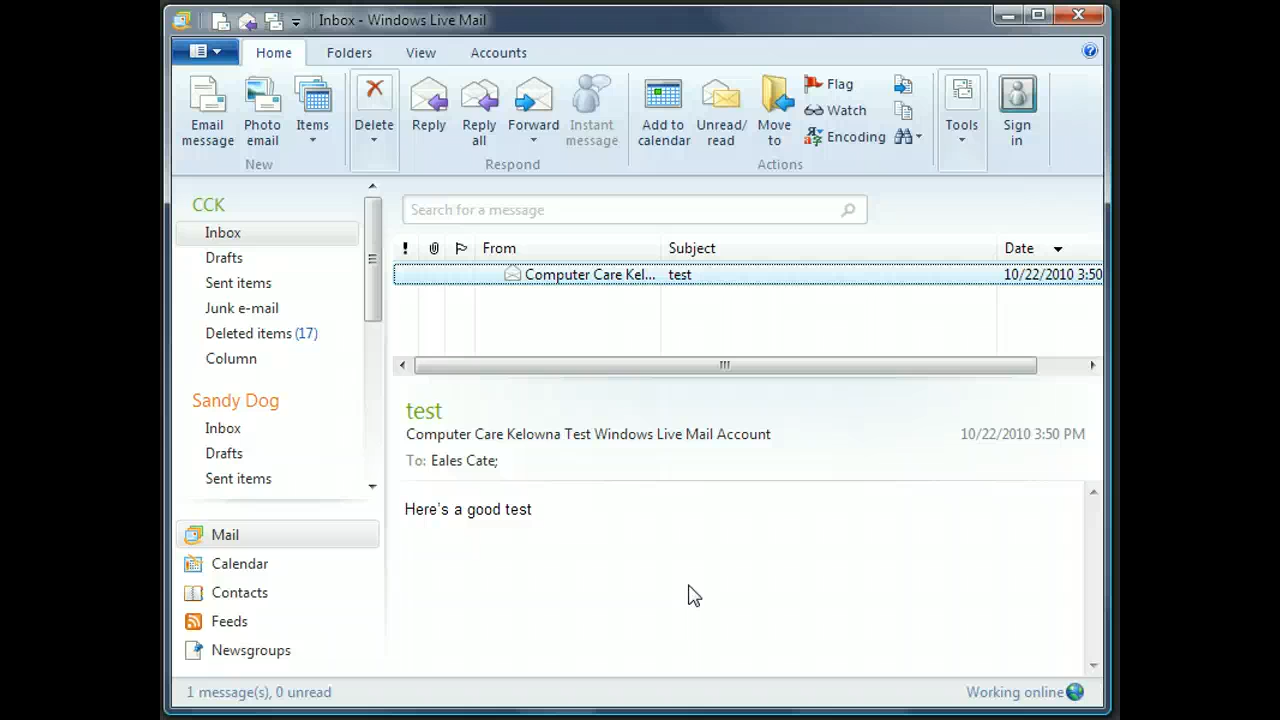 Inbox - Windows Live Mail
Home Folders View Accounts
Email message
Photo email
Items
Delete
Reply
Reply all
Forward
Instant message
Add to calendar
Unread/ read
Move to
Flag
Watch
Encoding
Tools
Sign in
New
Respond
Actions
CCK
Inbox
Drafts
Sent items
Junk e-mail
Deleted items (17)
Column
Sandy Dog
Inbox
Drafts
Sent items
Mail
Calendar
Contacts
Feeds
Newsgroups
Search for a message
! From Subject Date
Computer Care Kel... test 10/22/2010 3:50
test
Computer Care Kelowna Test Windows Live Mail Account 10/22/2010 3:50 PM
To: Eales Cate;
Here's a good test
1 message(s), 0 unread Working online